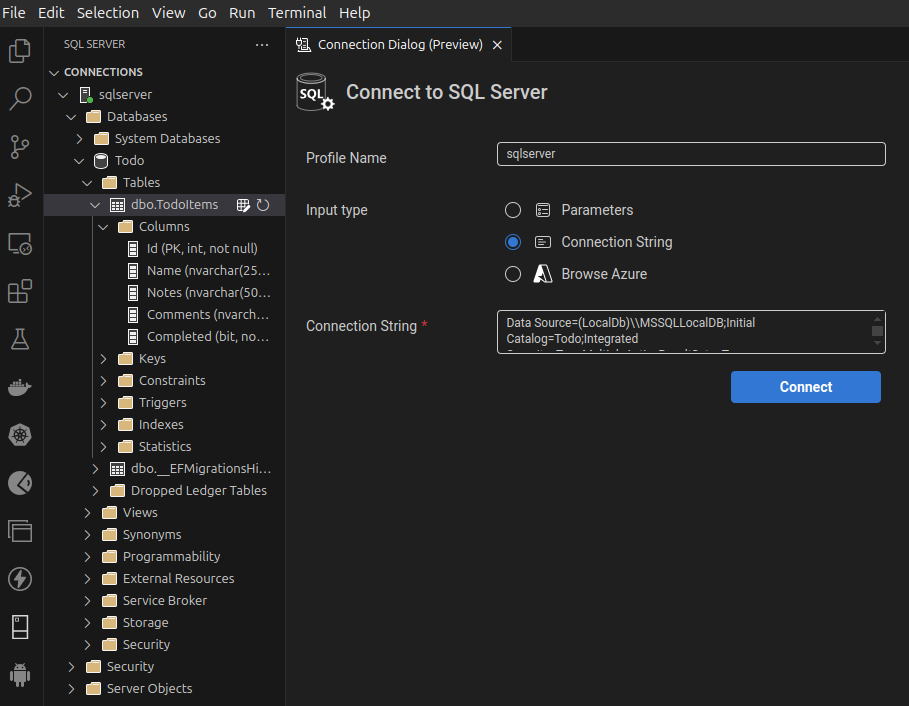 File Edit Selection View Go Run Terminal Help
SQL SERVER ...
CONNECTIONS
sqlserver
Databases
System Databases
Todo
Tables
dbo.TodoItems
Columns
Id (PK, int, not null)
Name (nvarchar(25...
Notes (nvarchar(50...
Comments (nvarch...
Completed (bit, no...
Keys
Constraints
Triggers
Indexes
Statistics
dbo.__EFMigrationsHi...
Dropped Ledger Tables
Views
Synonyms
Programmability
External Resources
Service Broker
Storage
Security
Security
Server Objects
Connection Dialog (Preview)
SQL
Connect to SQL Server
Profile Name
sqlserver
Input type
Parameters
Connection String
Browse Azure
Connection String *
Data Source=(LocalDb)\\MSSQLLocalDB;Initial
Catalog=Todo;Integrated
Connect